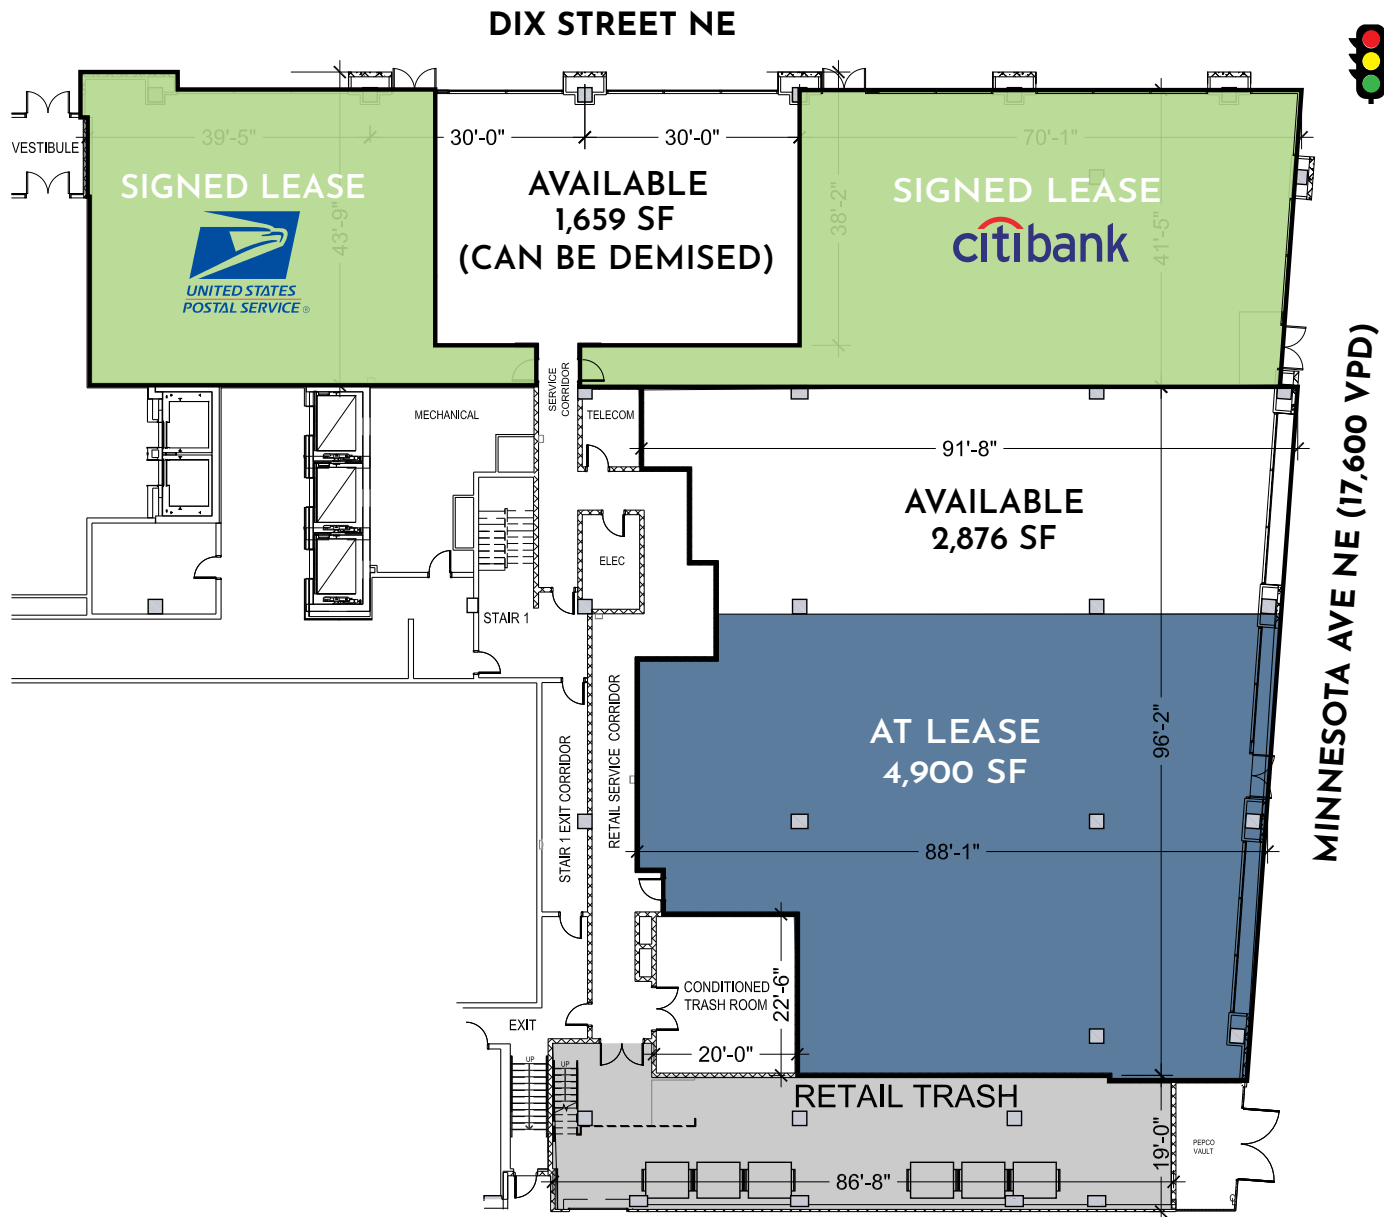 DIX STREET NE
39'-5"
30'-0"
30'-0"
70'-1"
VESTIBULE
SIGNED LEASE
43'-9"
UNITED STATES
POSTAL SERVICE ®
AVAILABLE
1,659 SF
(CAN BE DEMISED)
38'-2"
SIGNED LEASE
citibank
41'-5"
MINNESOTA AVE NE (17,600 VPD)
MECHANICAL
SERVICE
CORRIDOR
TELECOM
91'-8"
AVAILABLE
2,876 SF
ELEC
STAIR 1
AT LEASE
4,900 SF
96'-2"
88'-1"
STAIR 1 EXIT CORRIDOR
RETAIL SERVICE CORRIDOR
CONDITIONED
TRASH ROOM
22'-6"
20'-0"
EXIT
UP
UP
RETAIL TRASH
86'-8"
19'-0"
PEPCO
VAULT